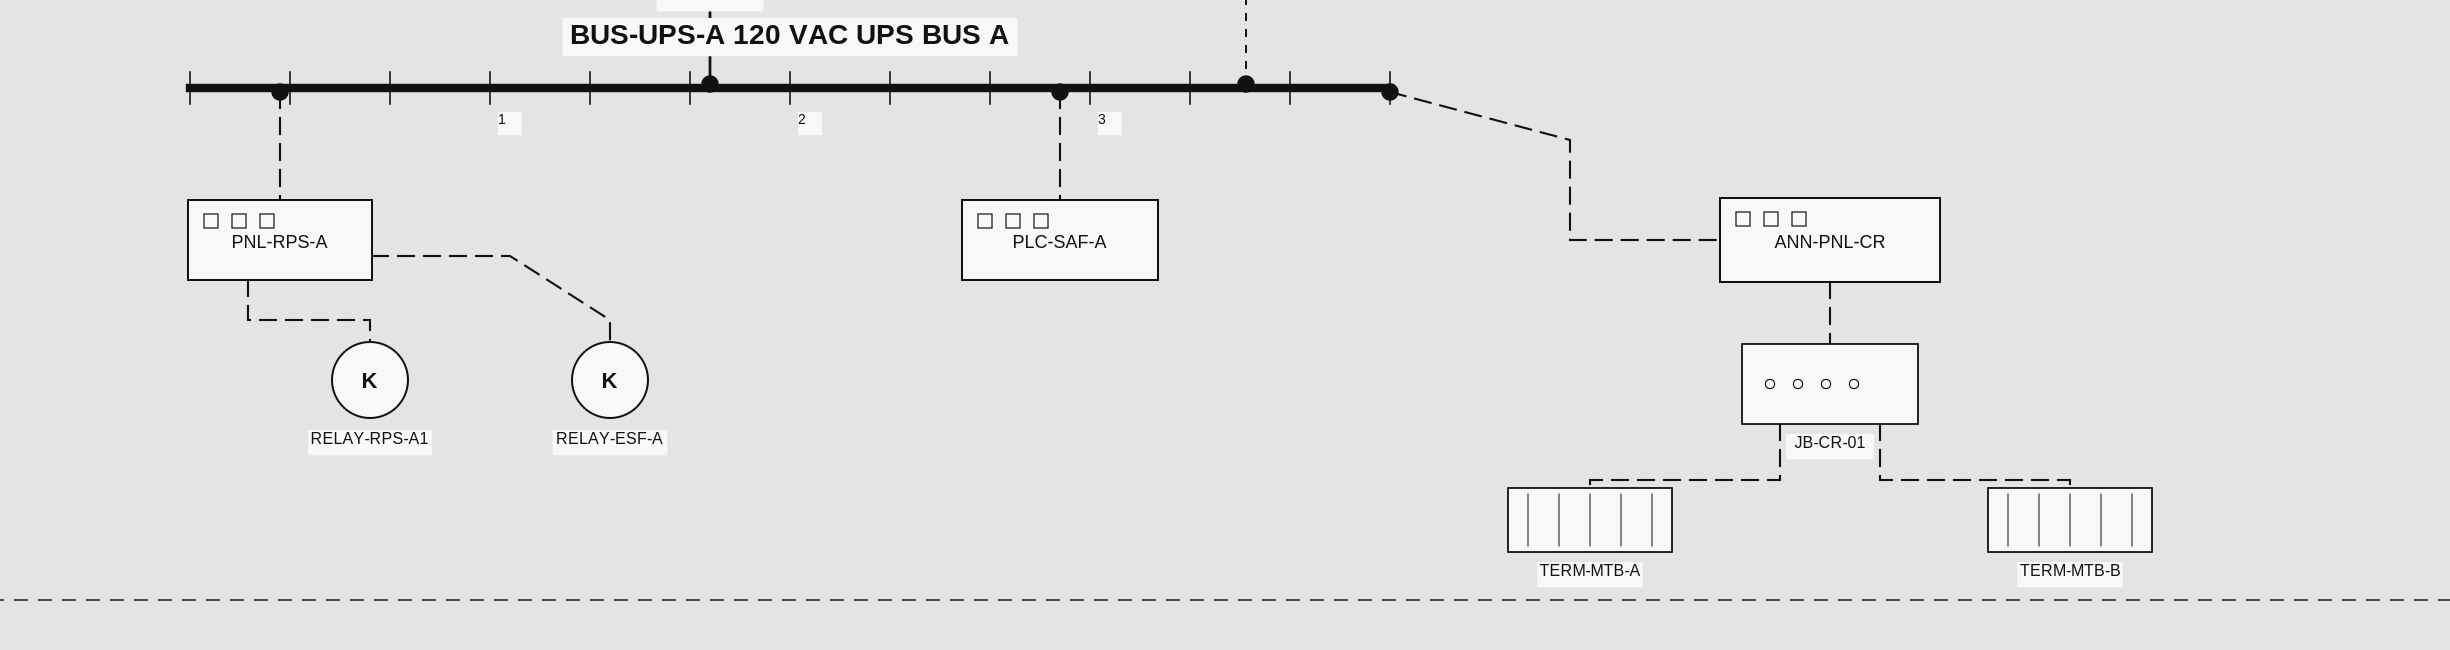 BUS-UPS-A 120 VAC UPS BUS A
1
2
3
PNL-RPS-A
PLC-SAF-A
ANN-PNL-CR
K
K
RELAY-RPS-A1
RELAY-ESF-A
JB-CR-01
TERM-MTB-A
TERM-MTB-B